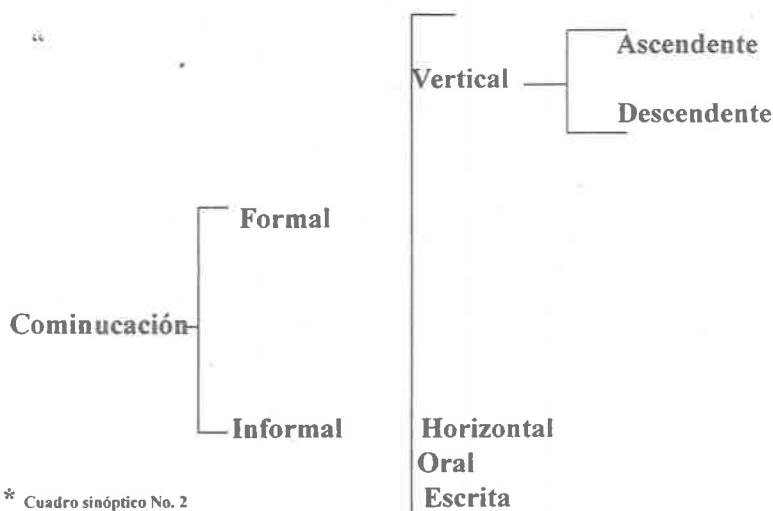 “
Ascendente
Vertical
Descendente
Formal
Cominucación
Informal
Horizontal
Oral
Escrita
* Cuadro sinóptico No. 2